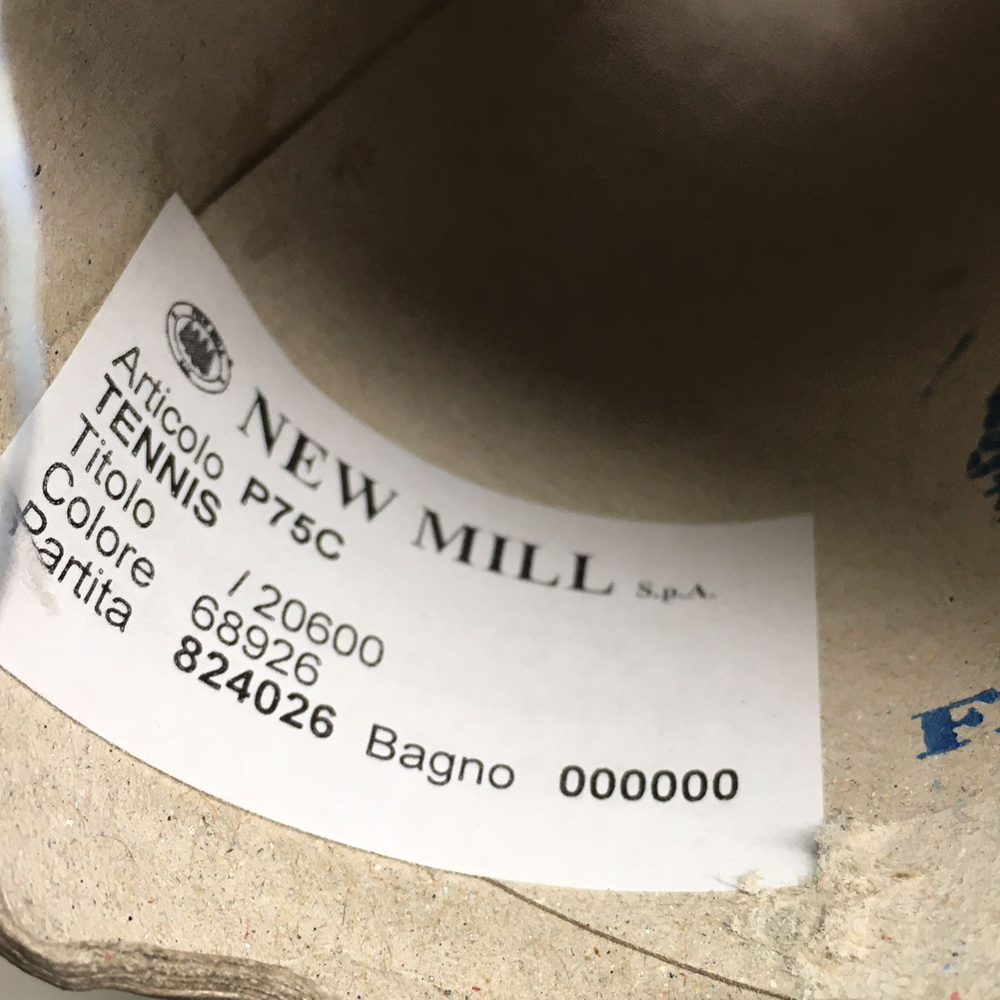 NEW MILL S.p.A.
Articolo P75C
TENNIS
Titolo / 20600
Colore 68926
Partita 824026 Bagno 000000